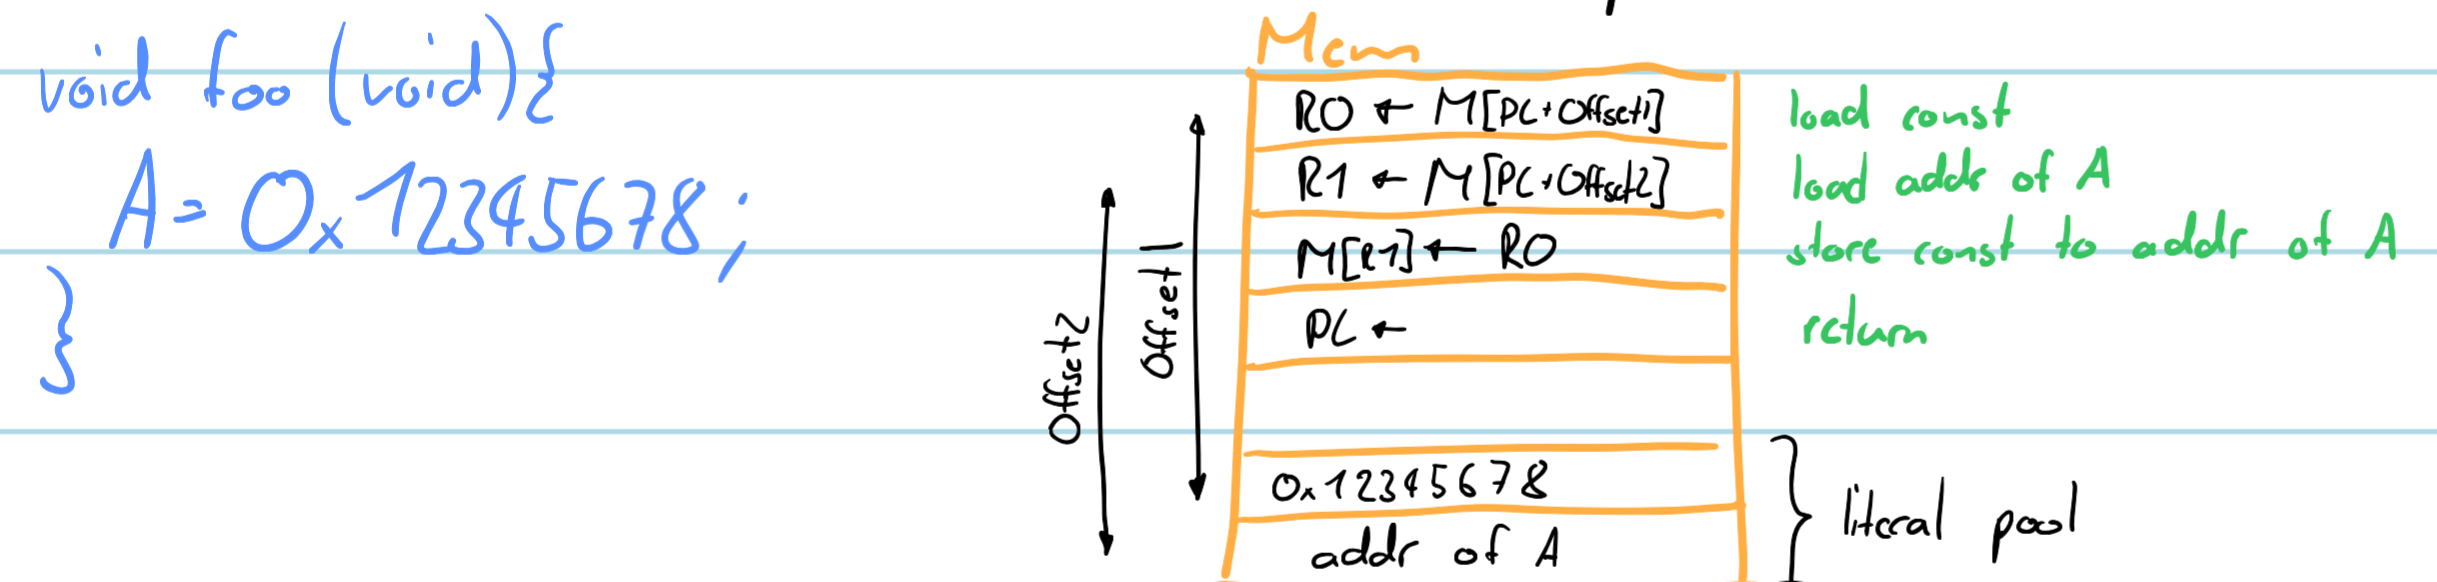 void foo (void){
A = 0x12345678;
}
Mem
R0 ← M[PC+Offset1]
load const
R1 ← M[PC+Offset2]
load addr of A
M[R1] ← R0
store const to addr of A
PC ←
return
Offset2
Offset1
0x12345678
addr of A
literal pool